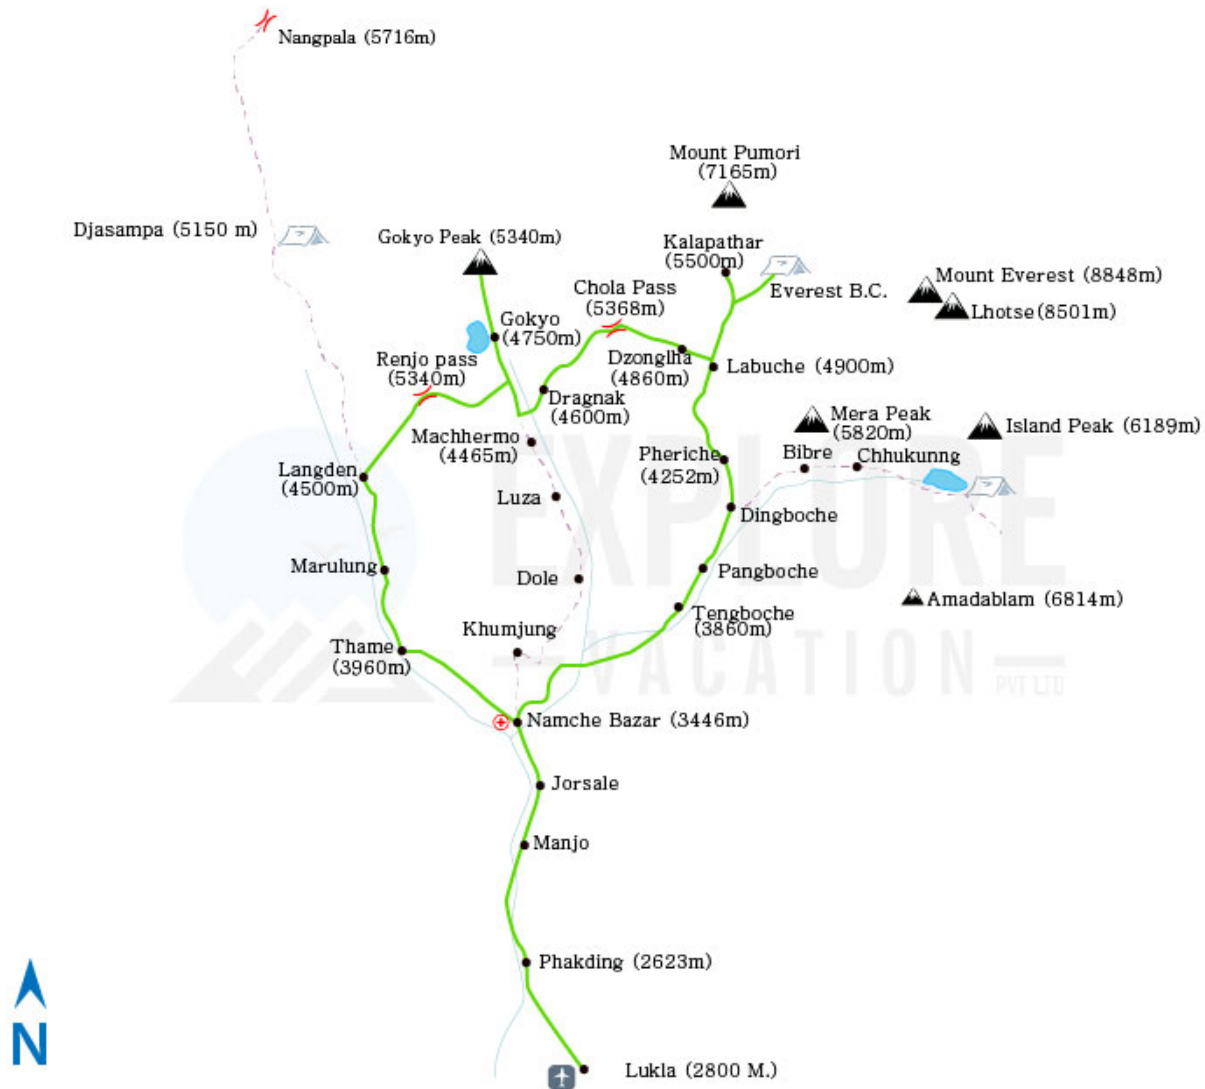 Nangpala (5716m)
Mount Pumori
(7165m)
Djasampa (5150 m)
Gokyo Peak (5340m)
Kalapathar
(5500m)
Everest B.C.
Mount Everest (8848m)
Lhotse(8501m)
Chola Pass
(5368m)
Gokyo
(4750m)
Renjo pass
(5340m)
Dzonglha
(4860m)
Labuche (4900m)
Dragnak
(4600m)
Machhermo
(4465m)
Mera Peak
(5820m)
Island Peak (6189m)
Bibre
Chhukunng
Pheriche
(4252m)
Langden
(4500m)
Luza
Dingboche
EXPLORE
Marulung
Dole
Pangboche
Amadablam (6814m)
Tengboche
(3860m)
Khumjung
Thame
(3960m)
VACATION
PVT LTD
Namche Bazar (3446m)
Jorsale
Manjo
Phakding (2623m)
N
Lukla (2800 M.)